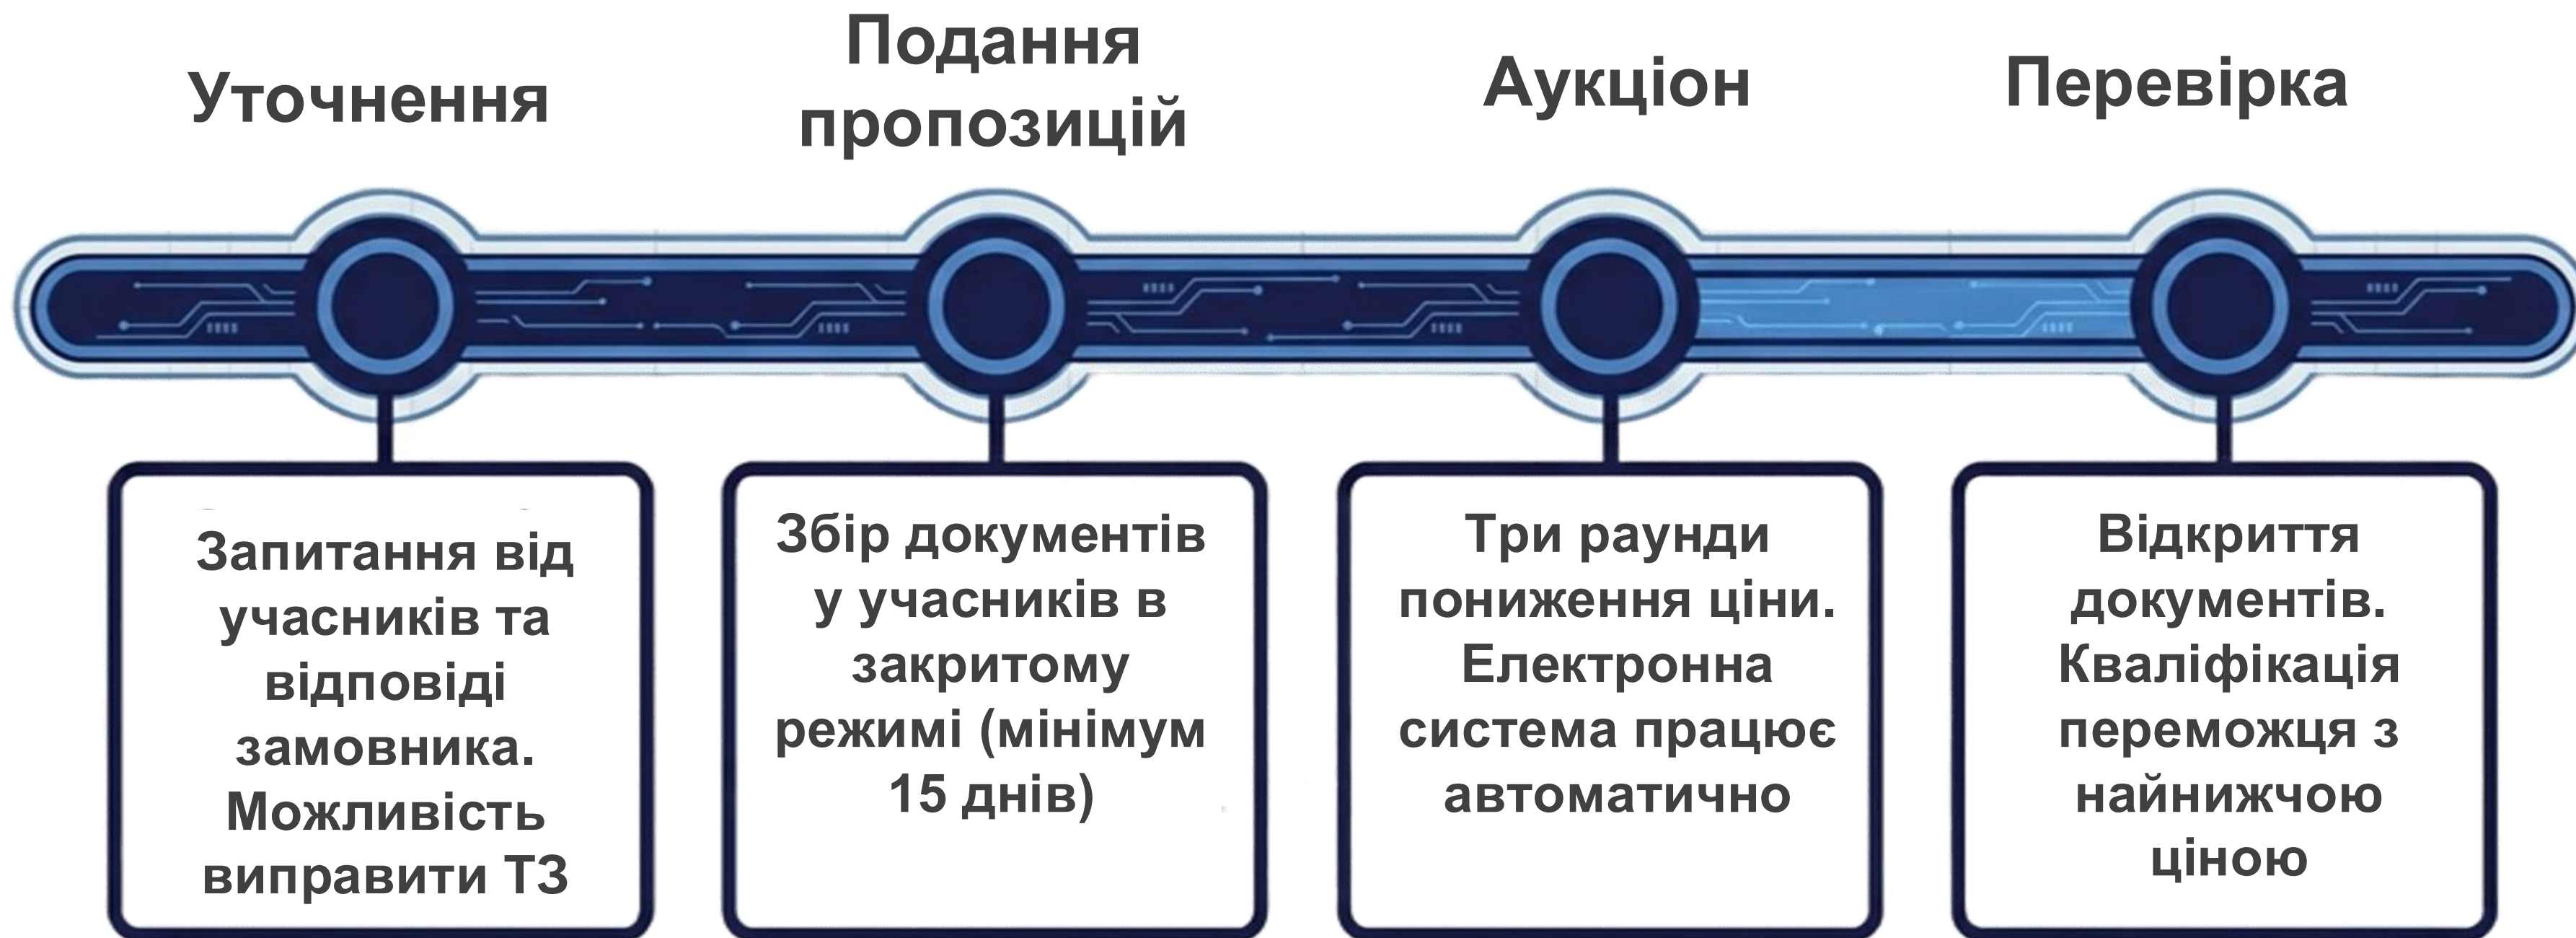 Уточнення
Подання
пропозицій
Аукціон
Перевірка
Запитання від
учасників та
відповіді
замовника.
Можливість
виправити ТЗ
Збір документів
у учасників в
закритому
режимі (мінімум
15 днів)
Три раунди
пониження ціни.
Електронна
система працює
автоматично
Відкриття
документів.
Кваліфікація
переможця з
найнижчою
ціною